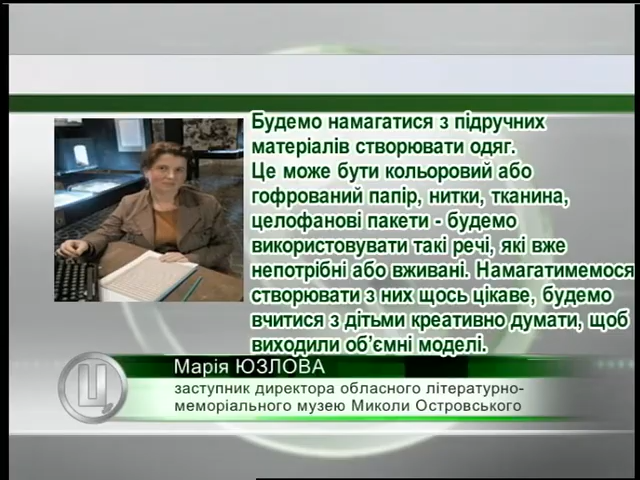 Будемо намагатися з підручних
матеріалів створювати одяг.
Це може бути кольоровий або
гофрований папір, нитки, тканина,
целофанові пакети - будемо
використовувати такі речі, які вже
непотрібні або вживані. Намагатимемося
створювати з них щось цікаве, будемо
вчитися з дітьми креативно думати, щоб
виходили об'ємні моделі.
Марія ЮЗЛОВА
заступник директора обласного літературно-
меморіального музею Миколи Островського
Ц